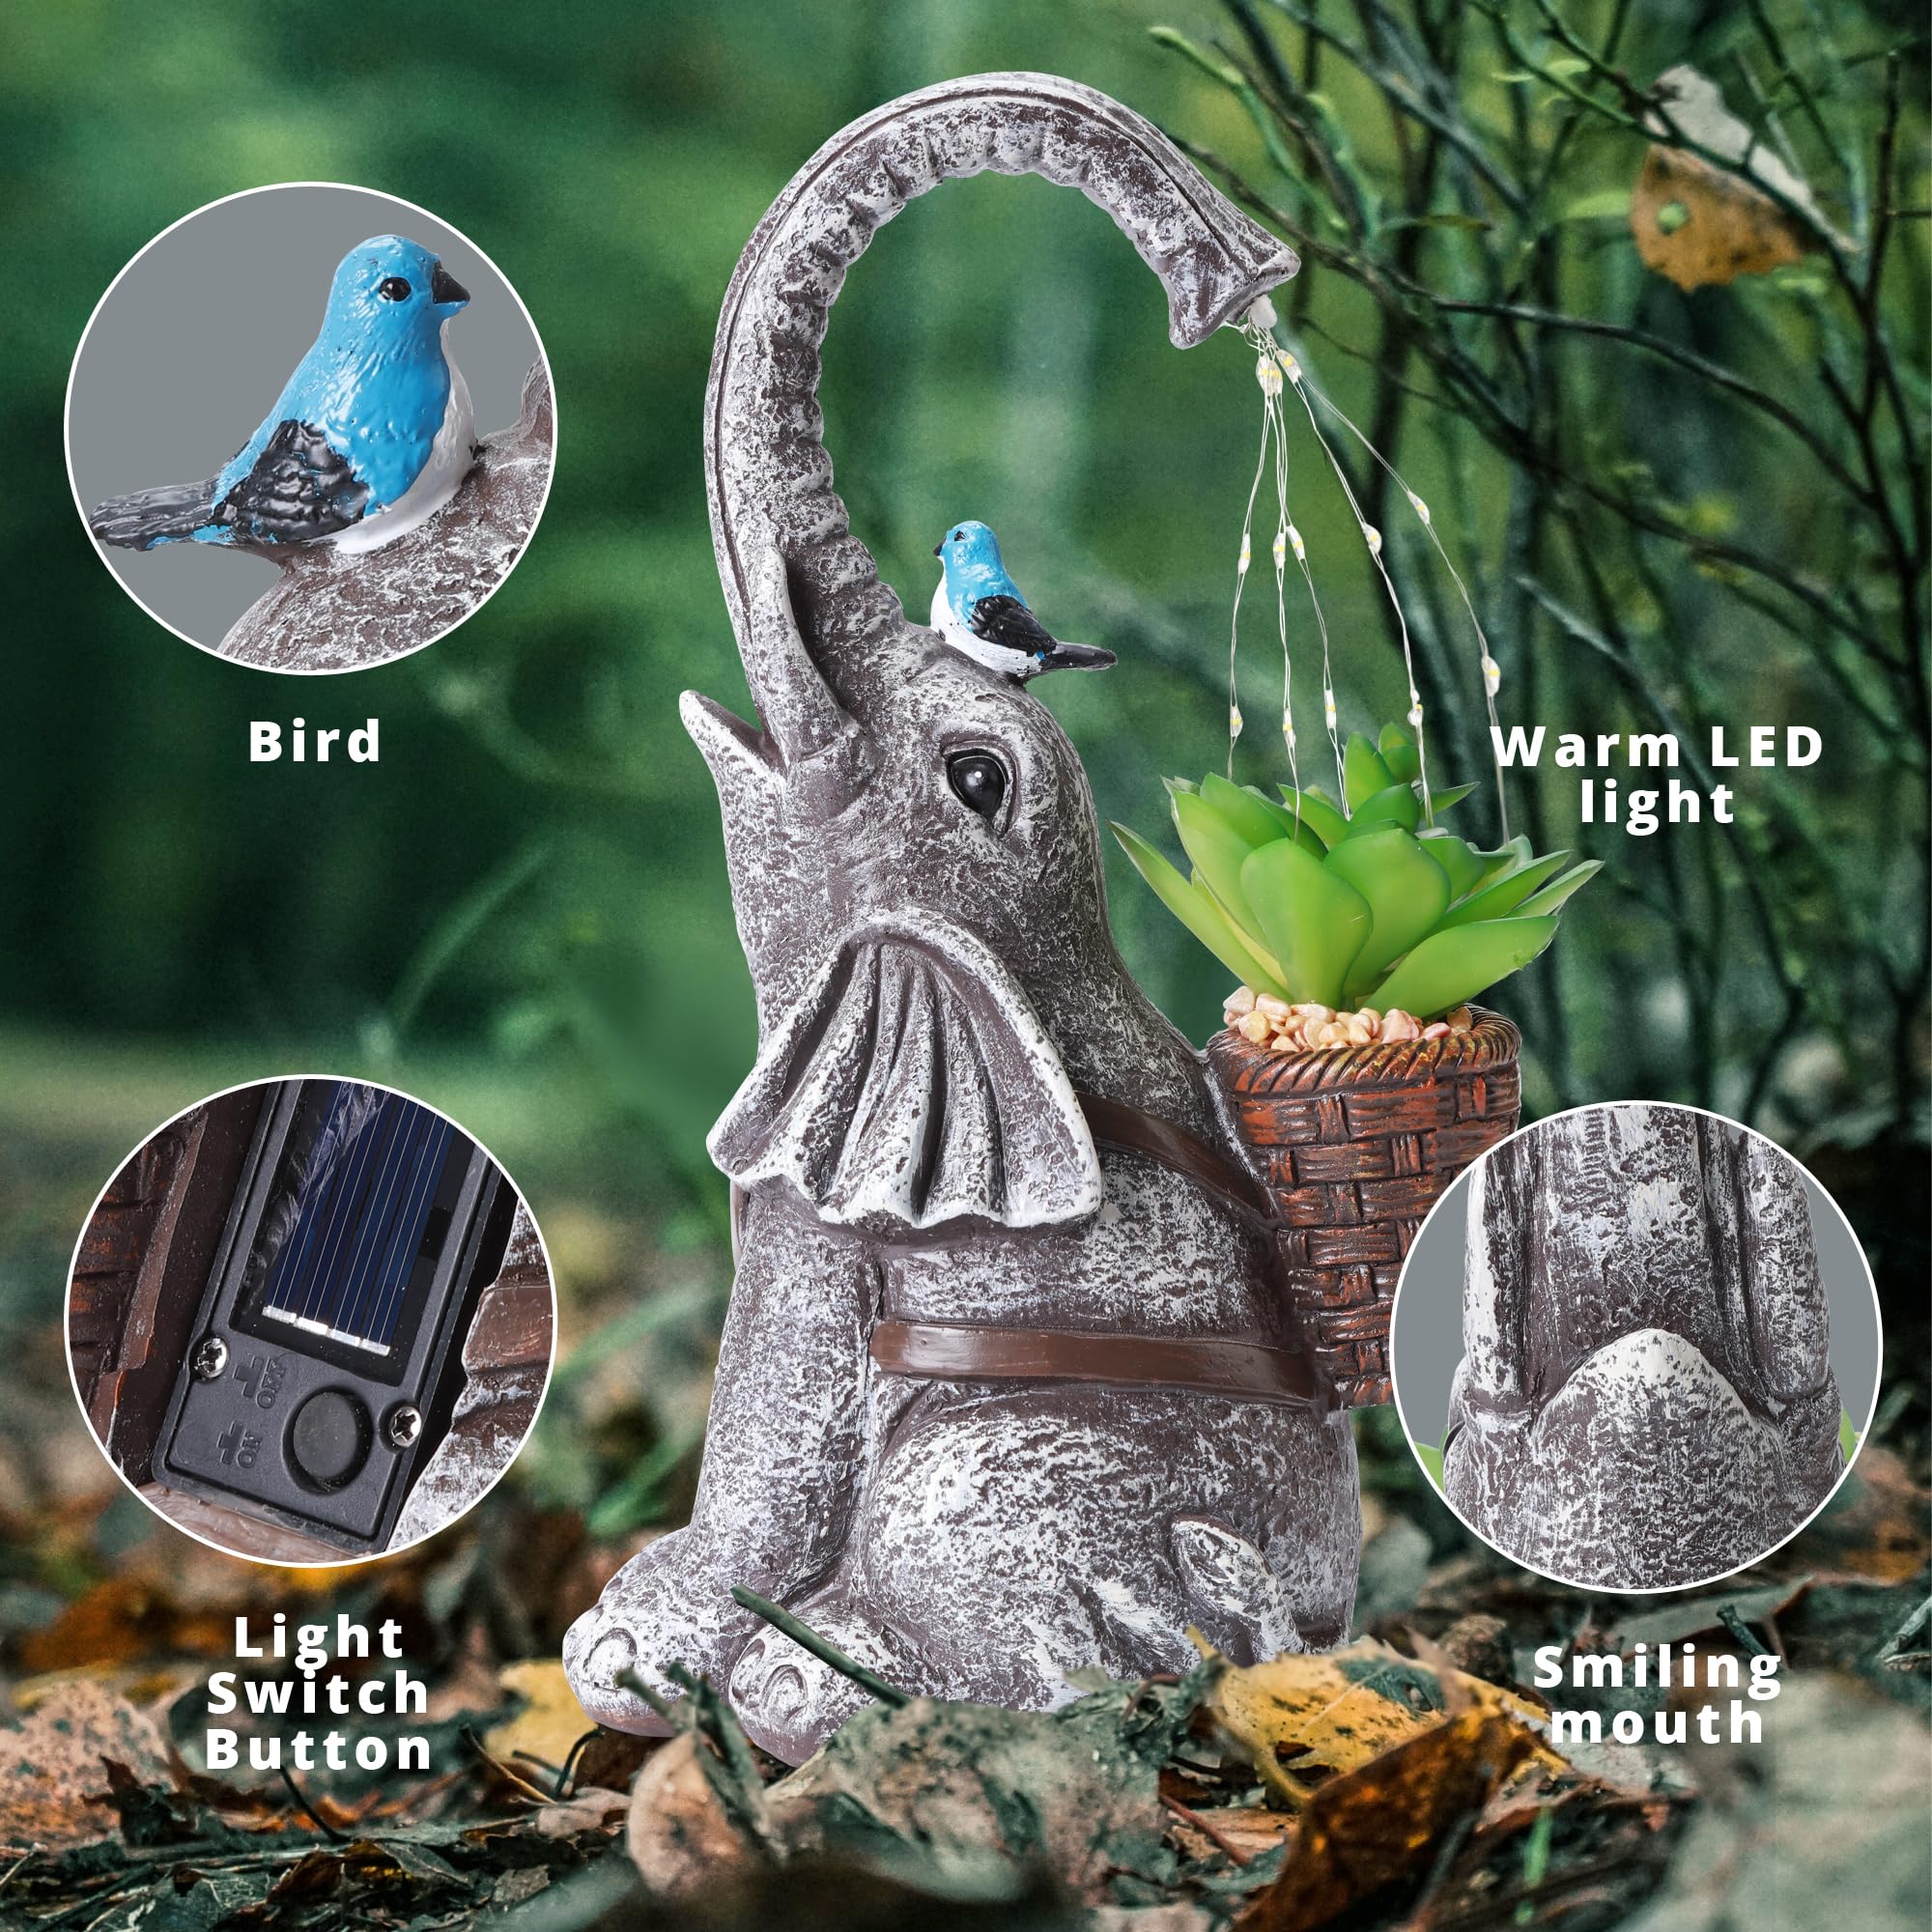 Bird
Warm LED
light
Light
Switch
Button
Smiling
mouth